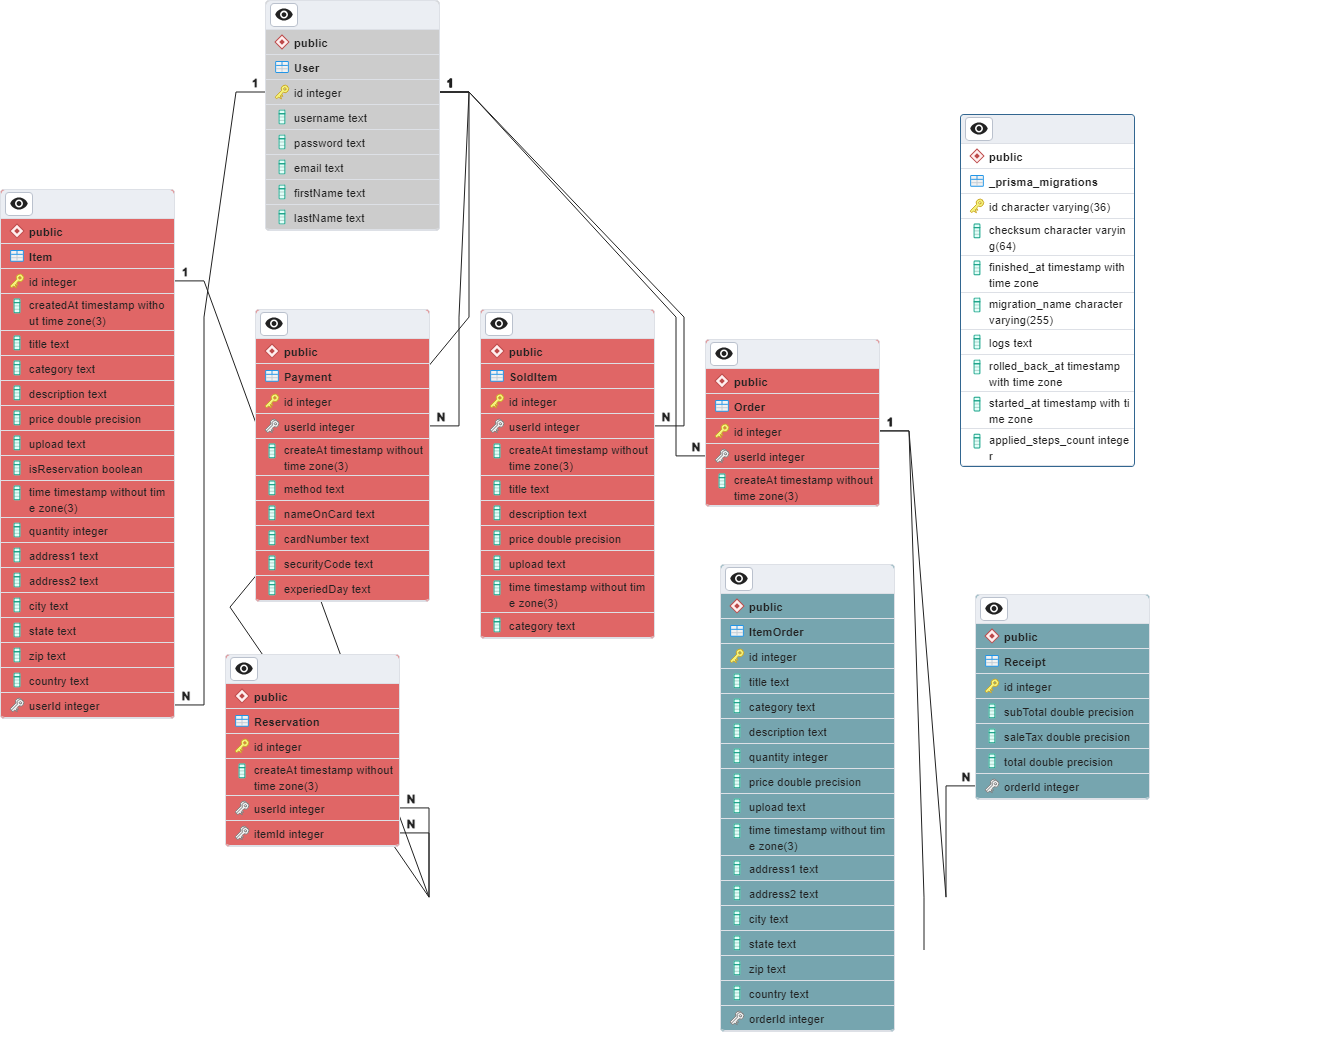 public
User
1
1
id integer
username text
password text
email text
firstName text
lastName text
public
Item
1
id integer
createdAt timestamp witho
ut time zone(3)
title text
category text
description text
price double precision
upload text
isReservation boolean
time timestamp without tim
e zone(3)
quantity integer
address1 text
address2 text
city text
state text
zip text
country text
N
userId integer
public
Payment
id integer
N
userId integer
createAt timestamp without
time zone(3)
method text
nameOnCard text
cardNumber text
securityCode text
experiedDay text
public
SoldItem
id integer
N
userId integer
createAt timestamp without
time zone(3)
title text
description text
price double precision
upload text
time timestamp without tim
e zone(3)
category text
public
Order
1
id integer
N
userId integer
createAt timestamp without
time zone(3)
public
_prisma_migrations
id character varying(36)
checksum character varyin
g(64)
finished_at timestamp with
time zone
migration_name character
varying(255)
logs text
rolled_back_at timestamp
with time zone
started_at timestamp with ti
me zone
applied_steps_count intege
r
public
Reservation
id integer
createAt timestamp without
time zone(3)
N
userId integer
N
itemId integer
public
ItemOrder
id integer
title text
category text
description text
quantity integer
price double precision
upload text
time timestamp without tim
e zone(3)
address1 text
address2 text
city text
state text
zip text
country text
orderId integer
public
Receipt
id integer
subTotal double precision
saleTax double precision
total double precision
N
orderId integer